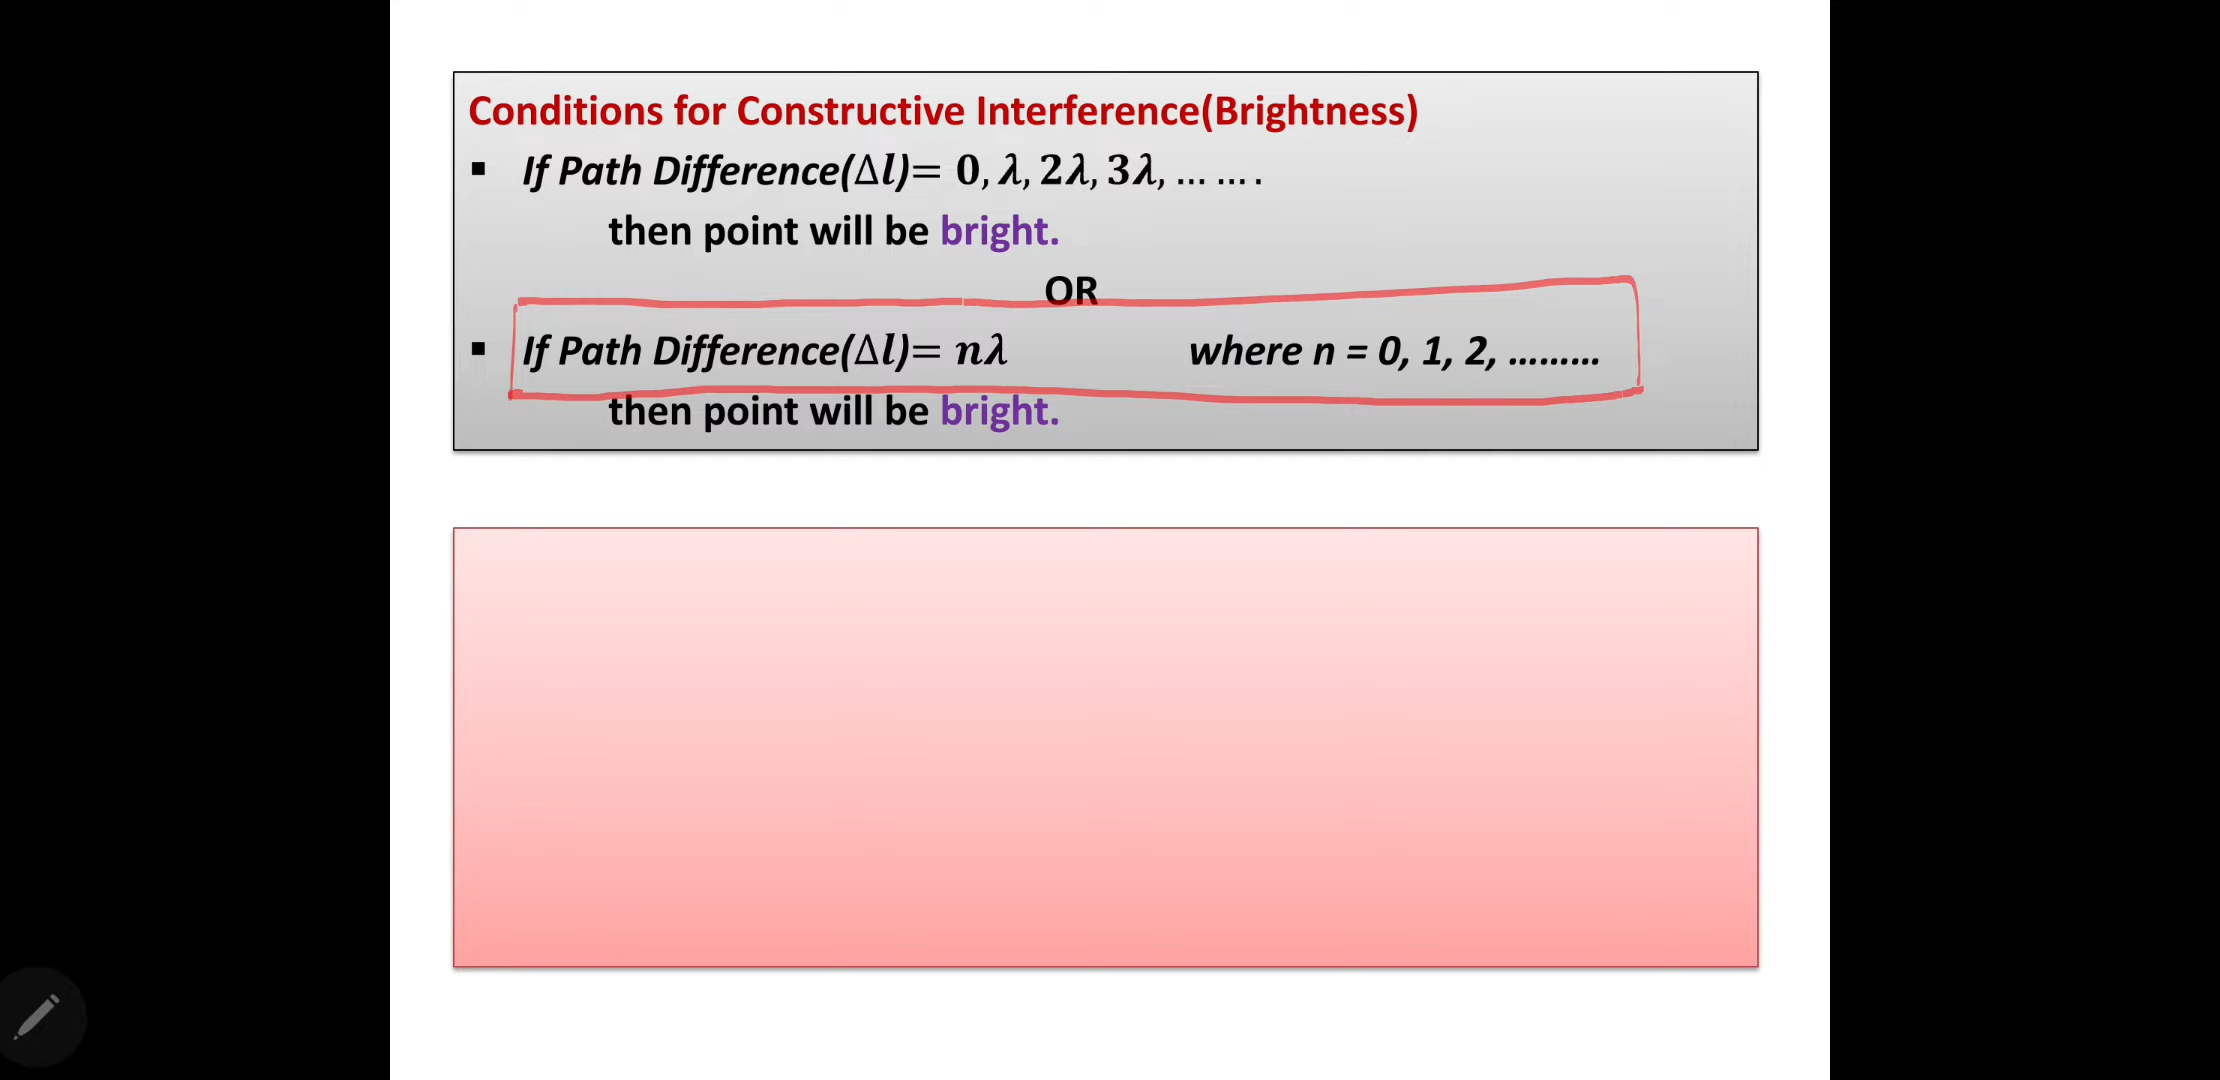 Conditions for Constructive Interference(Brightness)
▪ If Path Difference(Δl)= 0, λ, 2λ, 3λ, … … .
then point will be bright.
OR
▪ If Path Difference(Δl)= nλ where n = 0, 1, 2, ………
then point will be bright.